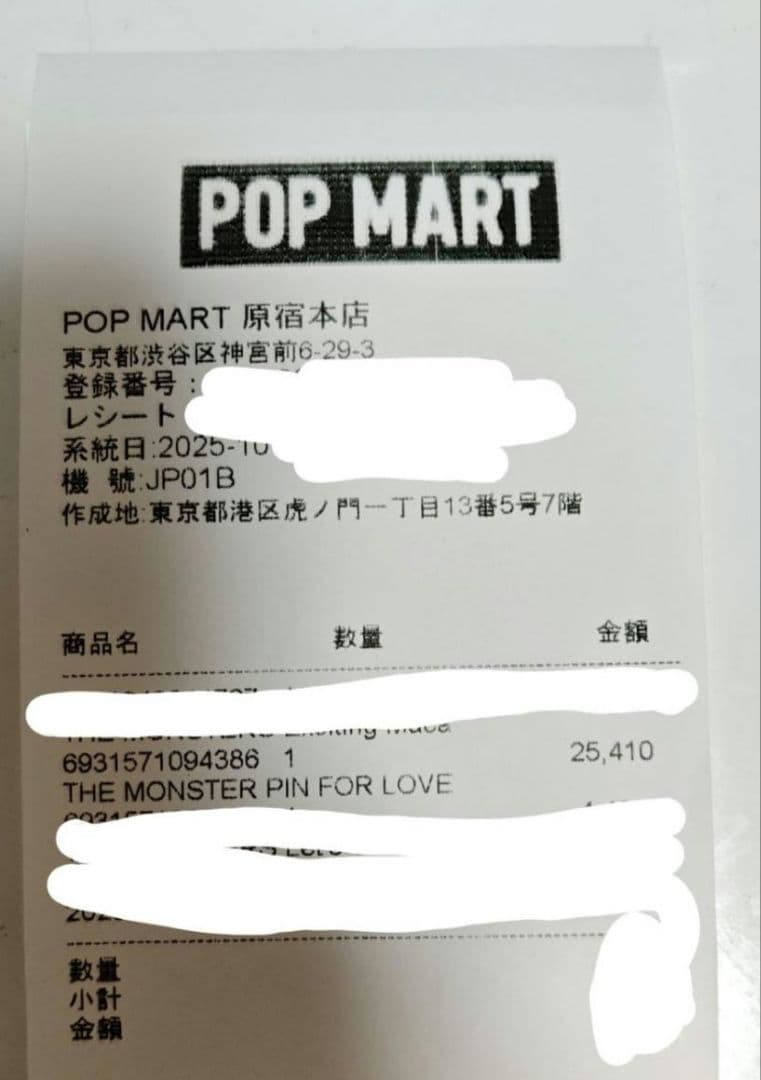 POP MART
POP MART 原宿本店
東京都渋谷区神宮前6-29-3
登録番号:
レシート
系統日:2025-10
機 號:JP01B
作成地:東京都港区虎ノ門一丁目13番5号7階
商品名 数量 金額
6931571094386 1 25,410
THE MONSTER PIN FOR LOVE
数量
小計
金額